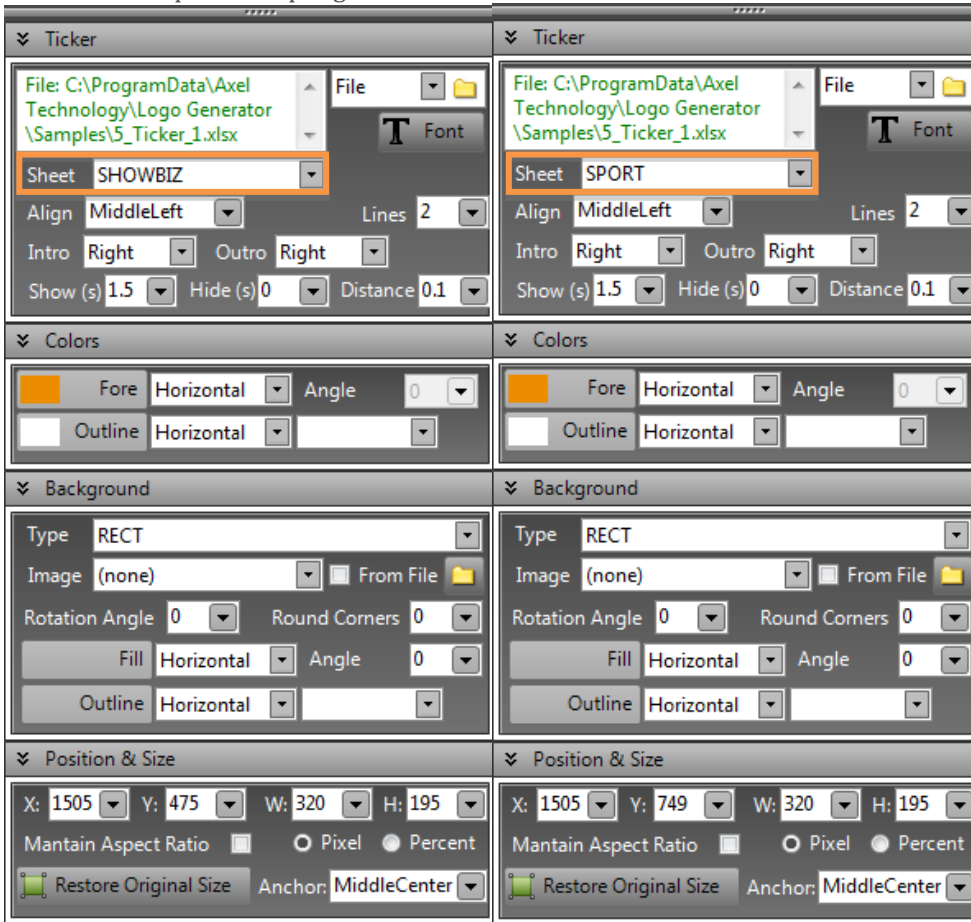 Ticker
File: C:\ProgramData\Axel
Technology\Logo Generator
\Samples\5_Ticker_1.xlsx
File
Font
Sheet SHOWBIZ
Align MiddleLeft Lines 2
Intro Right Outro Right
Show (s) 1.5 Hide (s) 0 Distance 0.1
Colors
Fore Horizontal Angle 0
Outline Horizontal
Background
Type RECT
Image (none) From File
Rotation Angle 0 Round Corners 0
Fill Horizontal Angle 0
Outline Horizontal
Position & Size
X: 1505 Y: 475 W: 320 H: 195
Mantain Aspect Ratio Pixel Percent
Restore Original Size Anchor: MiddleCenter
Ticker
File: C:\ProgramData\Axel
Technology\Logo Generator
\Samples\5_Ticker_1.xlsx
File
Font
Sheet SPORT
Align MiddleLeft Lines 2
Intro Right Outro Right
Show (s) 1.5 Hide (s) 0 Distance 0.1
Colors
Fore Horizontal Angle 0
Outline Horizontal
Background
Type RECT
Image (none) From File
Rotation Angle 0 Round Corners 0
Fill Horizontal Angle 0
Outline Horizontal
Position & Size
X: 1505 Y: 749 W: 320 H: 195
Mantain Aspect Ratio Pixel Percent
Restore Original Size Anchor: MiddleCenter